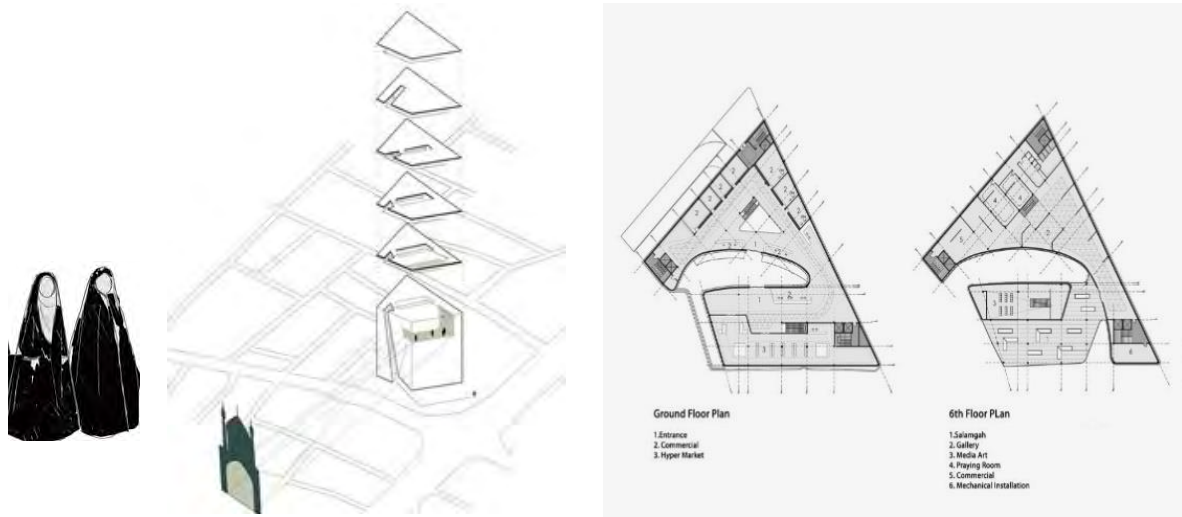 Ground Floor Plan
1.Entrance
2. Commercial
3. Hyper Market
6th Floor PLan
1.Salamgah
2. Gallery
3. Media Art
4. Praying Room
5. Commercial
6. Mechanical Installation